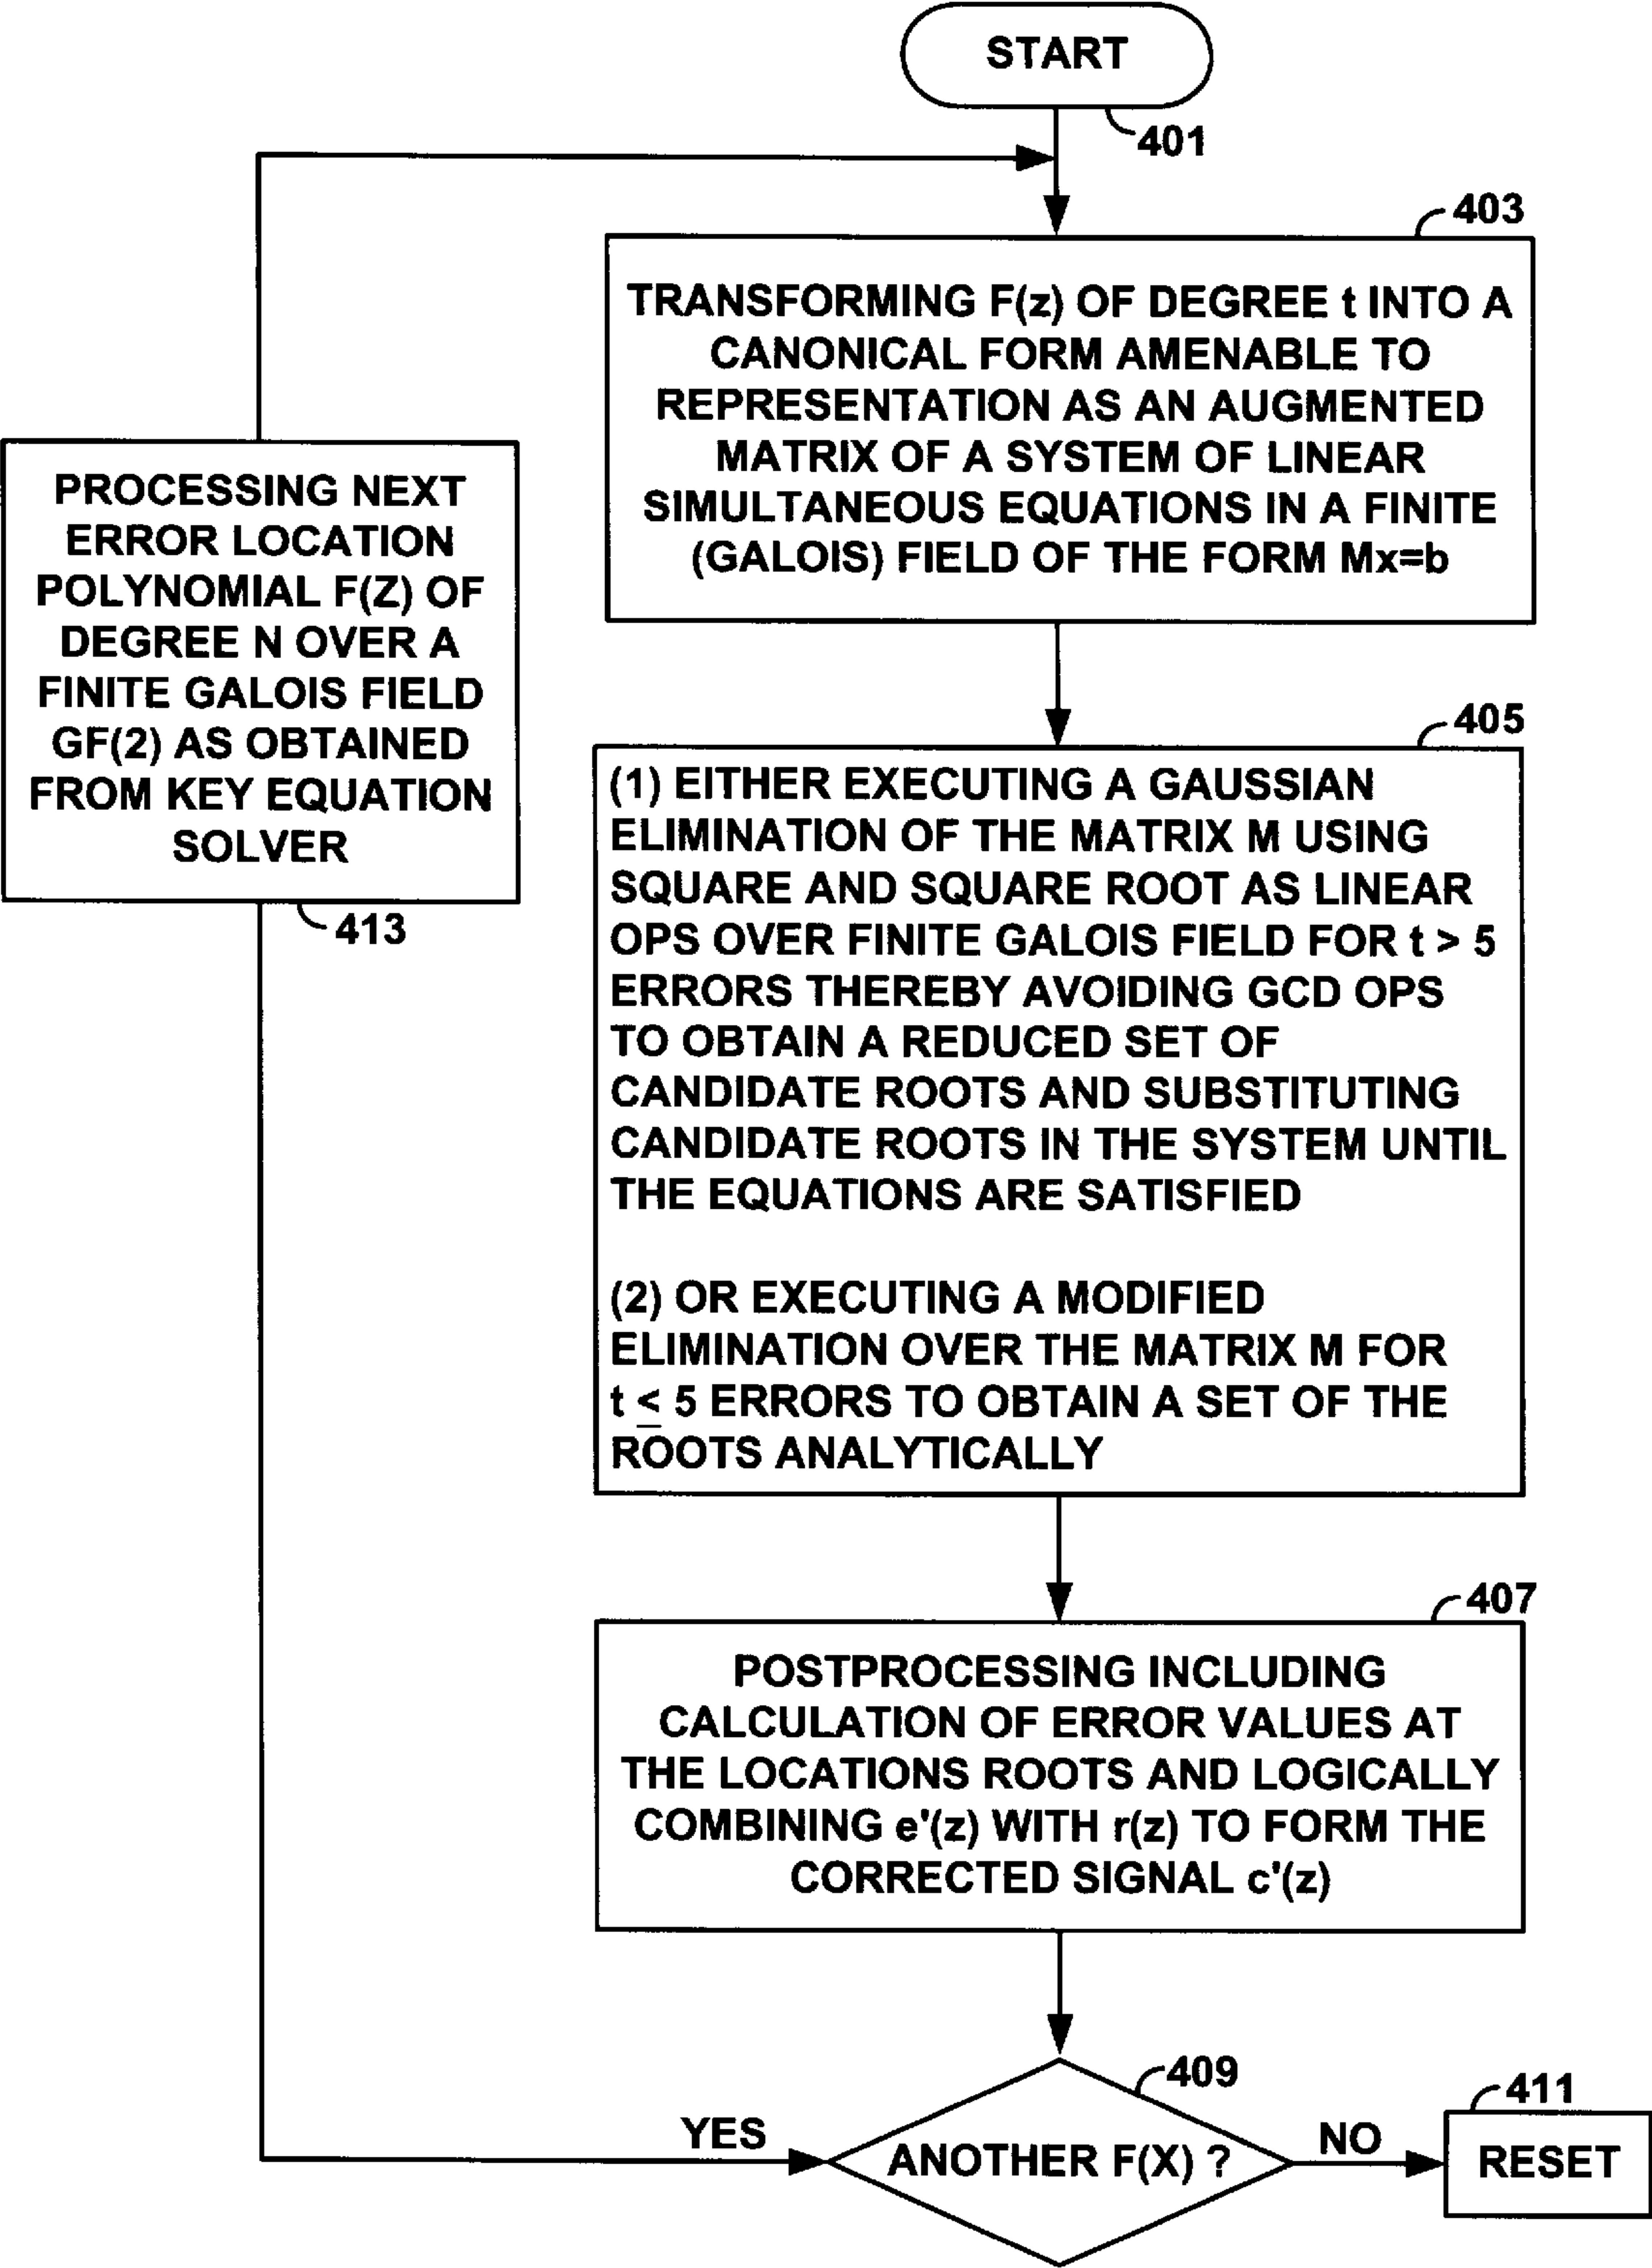 START
401
403
TRANSFORMING F(z) OF DEGREE t INTO A
CANONICAL FORM AMENABLE TO
REPRESENTATION AS AN AUGMENTED
MATRIX OF A SYSTEM OF LINEAR
SIMULTANEOUS EQUATIONS IN A FINITE
(GALOIS) FIELD OF THE FORM Mx=b
PROCESSING NEXT
ERROR LOCATION
POLYNOMIAL F(Z) OF
DEGREE N OVER A
FINITE GALOIS FIELD
GF(2) AS OBTAINED
FROM KEY EQUATION
SOLVER
413
405
(1) EITHER EXECUTING A GAUSSIAN
ELIMINATION OF THE MATRIX M USING
SQUARE AND SQUARE ROOT AS LINEAR
OPS OVER FINITE GALOIS FIELD FOR t > 5
ERRORS THEREBY AVOIDING GCD OPS
TO OBTAIN A REDUCED SET OF
CANDIDATE ROOTS AND SUBSTITUTING
CANDIDATE ROOTS IN THE SYSTEM UNTIL
THE EQUATIONS ARE SATISFIED
(2) OR EXECUTING A MODIFIED
ELIMINATION OVER THE MATRIX M FOR
t ≤ 5 ERRORS TO OBTAIN A SET OF THE
ROOTS ANALYTICALLY
407
POSTPROCESSING INCLUDING
CALCULATION OF ERROR VALUES AT
THE LOCATIONS ROOTS AND LOGICALLY
COMBINING e'(z) WITH r(z) TO FORM THE
CORRECTED SIGNAL c'(z)
409
ANOTHER F(X) ?
YES
NO
411
RESET